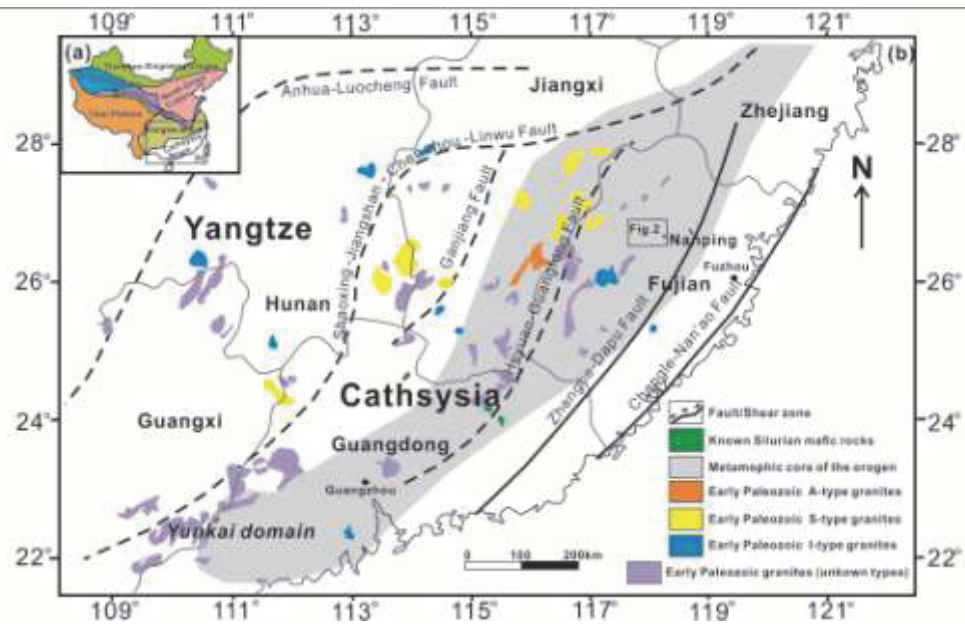 109° 111° 113° 115° 117° 119° 121°
(a)
(b)
28°
26°
24°
22°
28°
26°
24°
22°
Anhua-Luocheng Fault
Jiangxi
Zhejiang
Chenzhou-Linwu Fault
Shaoxing-Jiangshan
Ganjiang Fault
N
Yangtze
Fig.2
Nanping
Fuzhou
Fujian
Hunan
Zhenghe-Dapu Fault
Changle-Nan'ao Fault
Cathsysia
Guangxi
Guangdong
Guangzhou
Yunkai domain
Fault/Shear zone
Known Silurian mafic rocks
Metamophic core of the orogen
Early Paleozoic A-type granites
Early Paleozoic S-type granites
Early Paleozoic I-type granites
Early Paleozoic granites (unkown types)
0 100 200km
109° 111° 113° 115° 117° 119° 121°